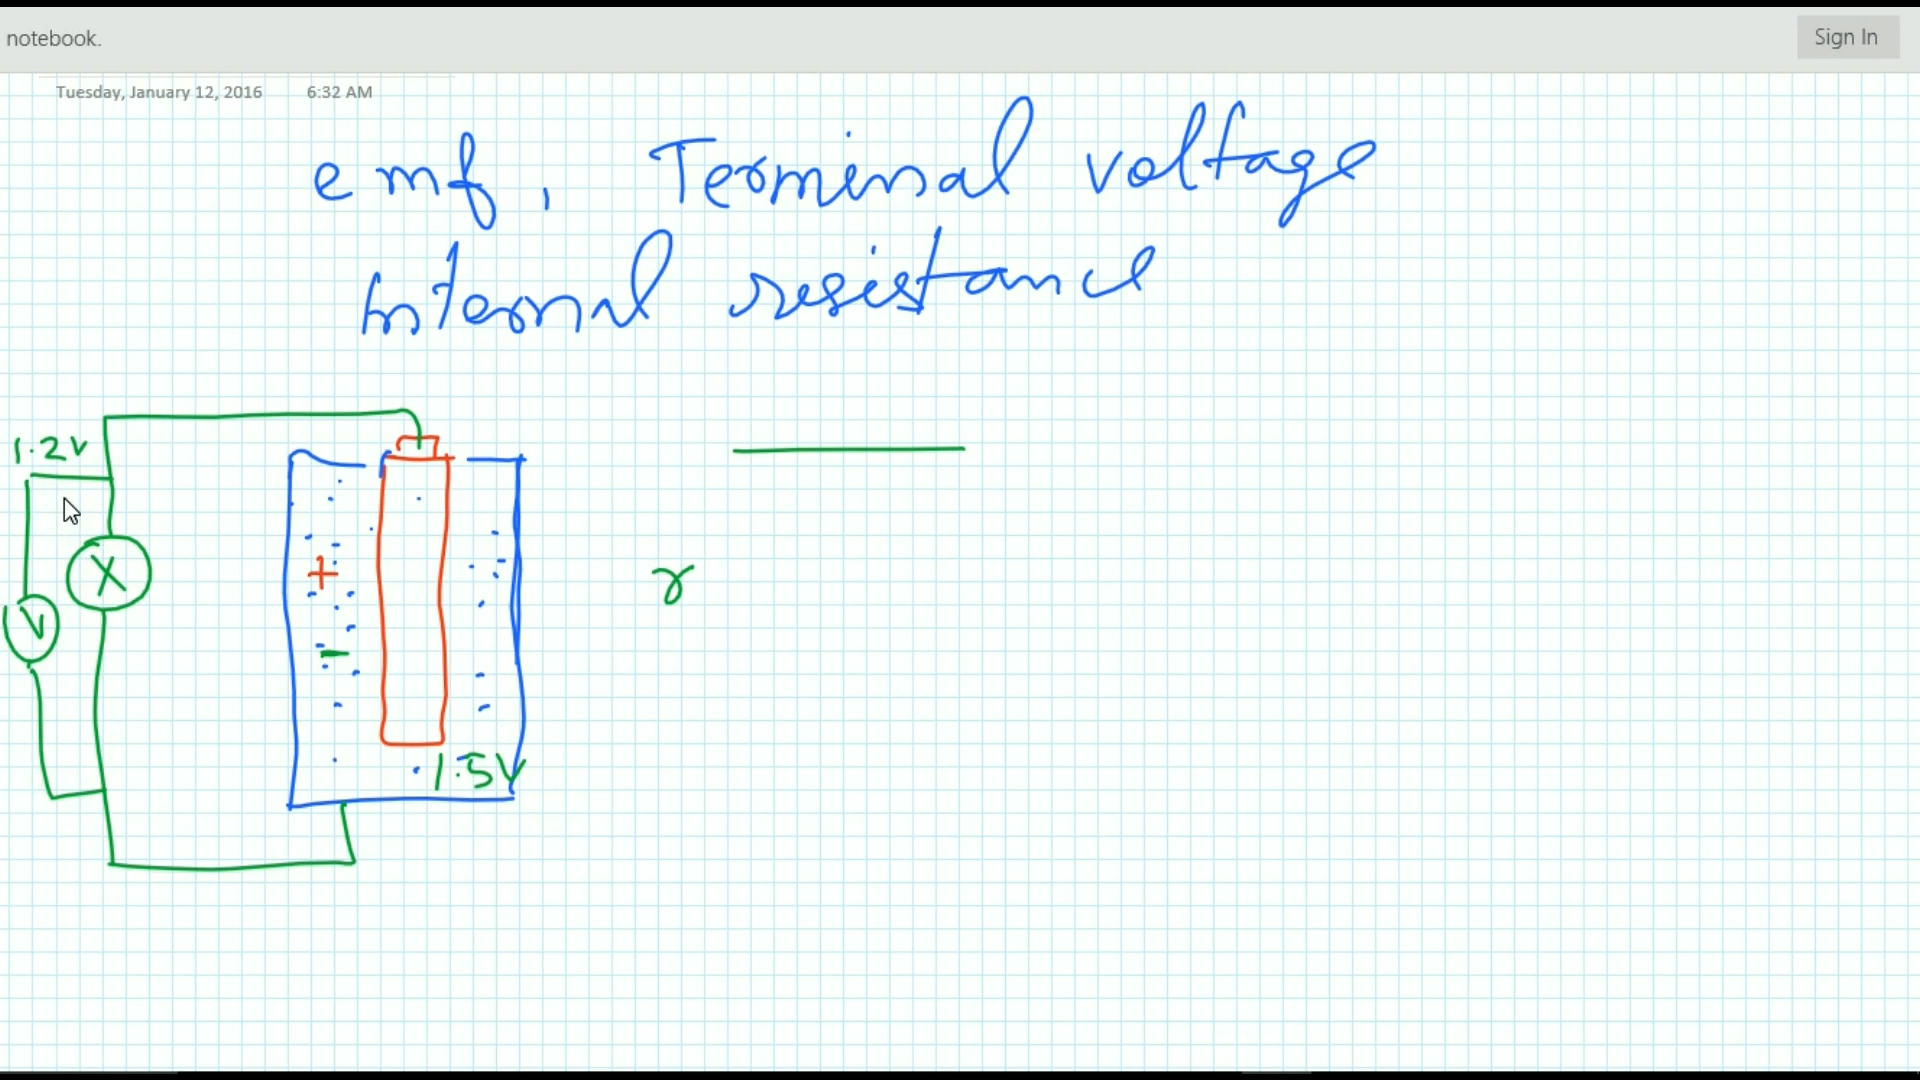 notebook.
Sign In
Tuesday, January 12, 2016 6:32 AM
emf, Terminal voltage
Internal resistance
1.2V
X
V
+
-
1.5V
r